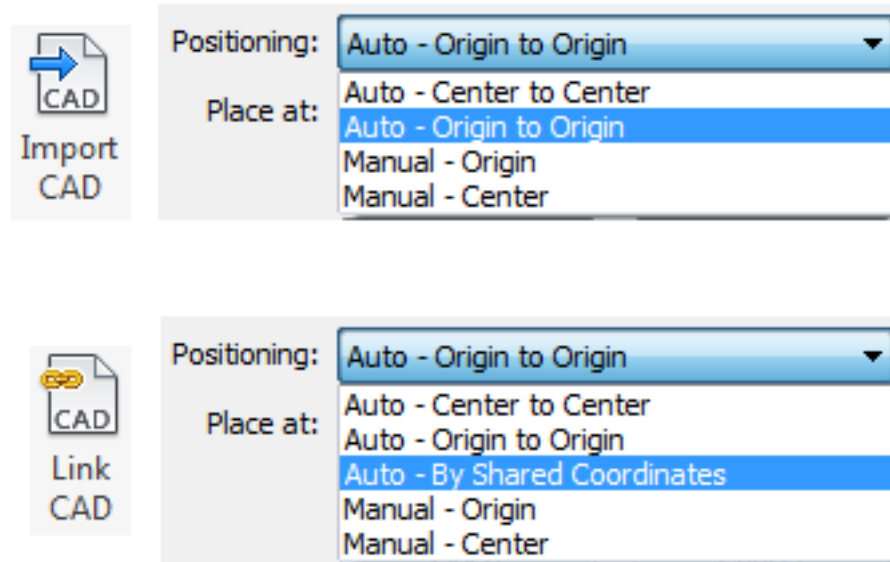 CAD
Import
CAD
Positioning: Auto - Origin to Origin
Place at:
Auto - Center to Center
Auto - Origin to Origin
Manual - Origin
Manual - Center
CAD
Link
CAD
Positioning: Auto - Origin to Origin
Place at:
Auto - Center to Center
Auto - Origin to Origin
Auto - By Shared Coordinates
Manual - Origin
Manual - Center